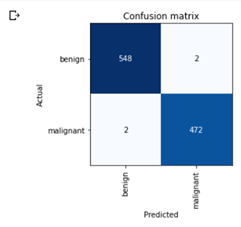 Confusion matrix
benign
548
2
Actual
malignant
2
472
benign
malignant
Predicted